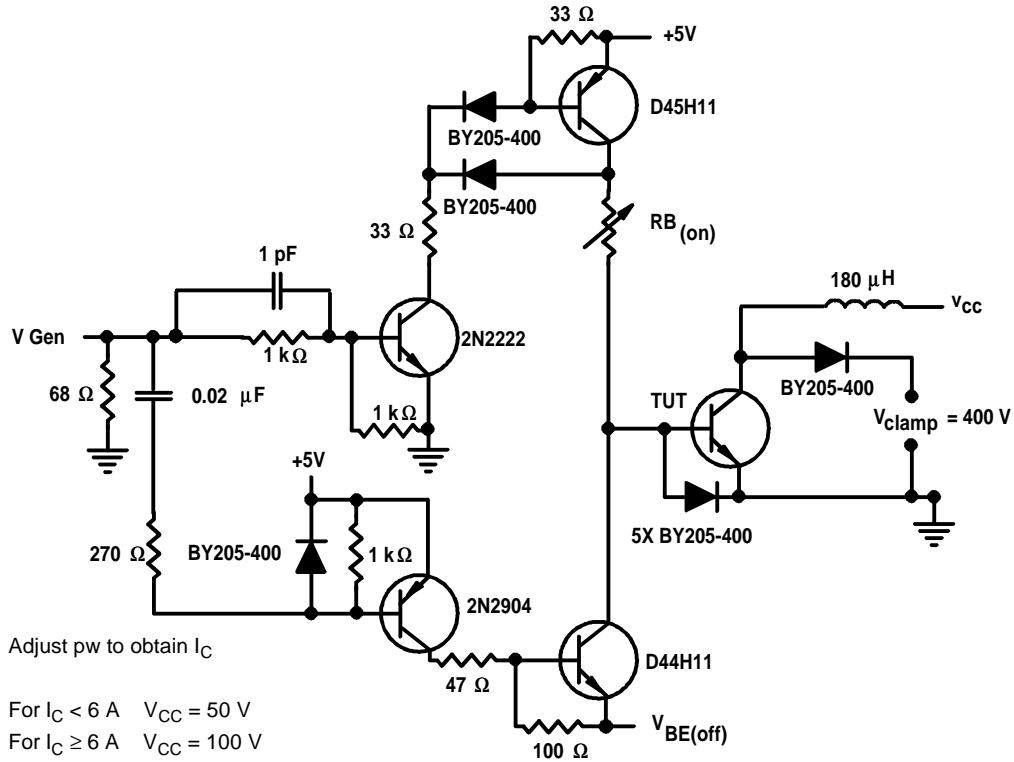 33 Ω
+5V
D45H11
BY205-400
BY205-400
33 Ω
RB(on)
1 pF
180 μH
vcc
V Gen
1 kΩ
2N2222
BY205-400
68 Ω
0.02 μF
1 kΩ
TUT
Vclamp = 400 V
+5V
5X BY205-400
270 Ω
BY205-400
1 kΩ
2N2904
Adjust pw to obtain IC
D44H11
47 Ω
For IC < 6 A VCC = 50 V
VBE(off)
For IC ≥ 6 A VCC = 100 V
100 Ω